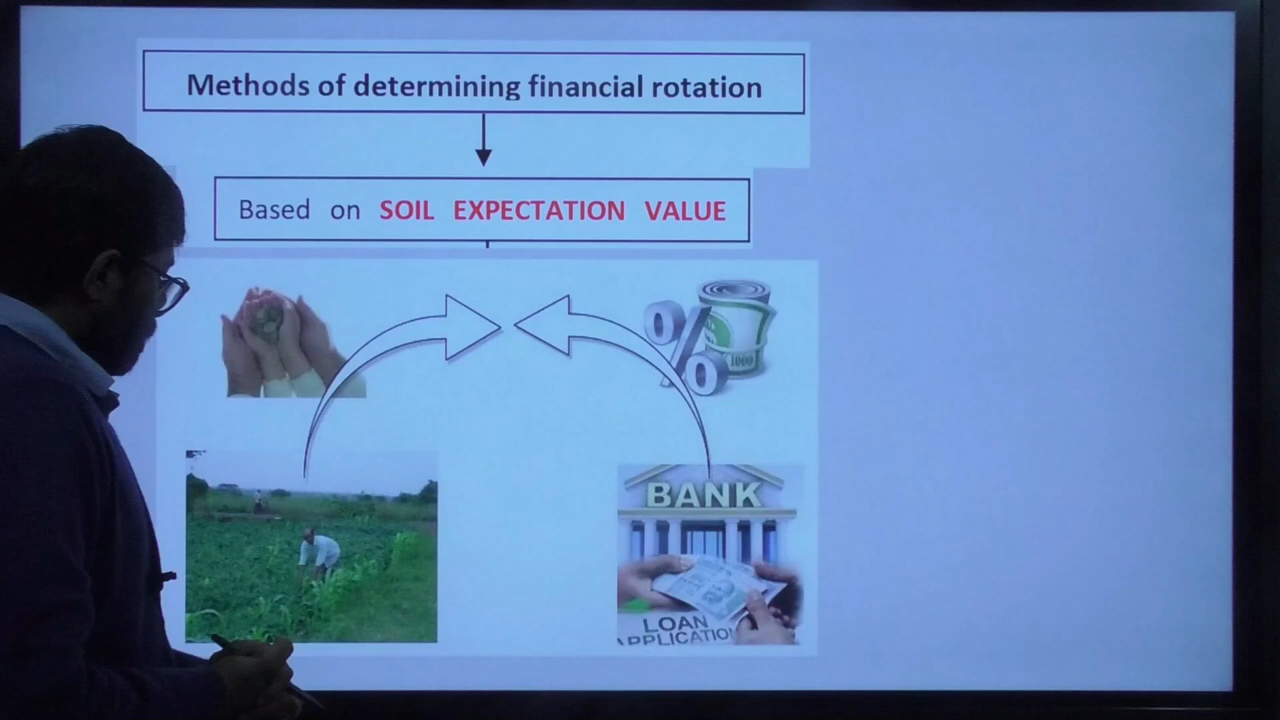 Methods of determining financial rotation
Based on SOIL EXPECTATION VALUE
%
1000
BANK
LOAN
APPLICATION